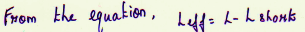 From the equation, Leff = L - L shorts